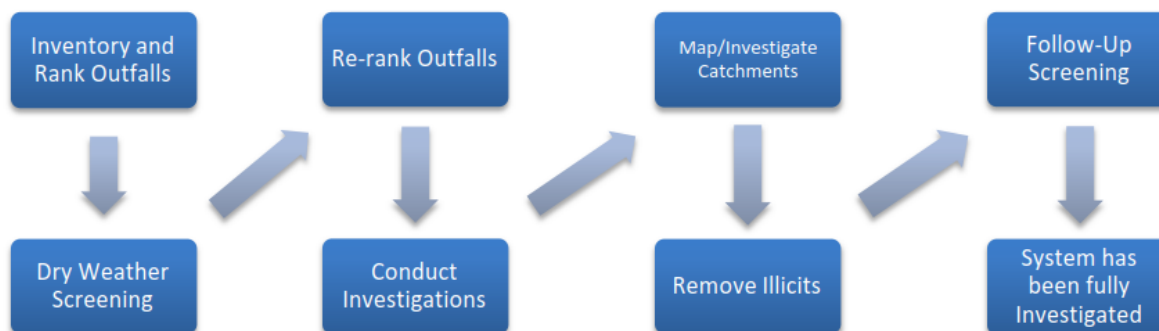 Inventory and
Rank Outfalls
Dry Weather
Screening
Re-rank Outfalls
Conduct
Investigations
Map/Investigate
Catchments
Remove Illicits
Follow-Up
Screening
System has
been fully
Investigated